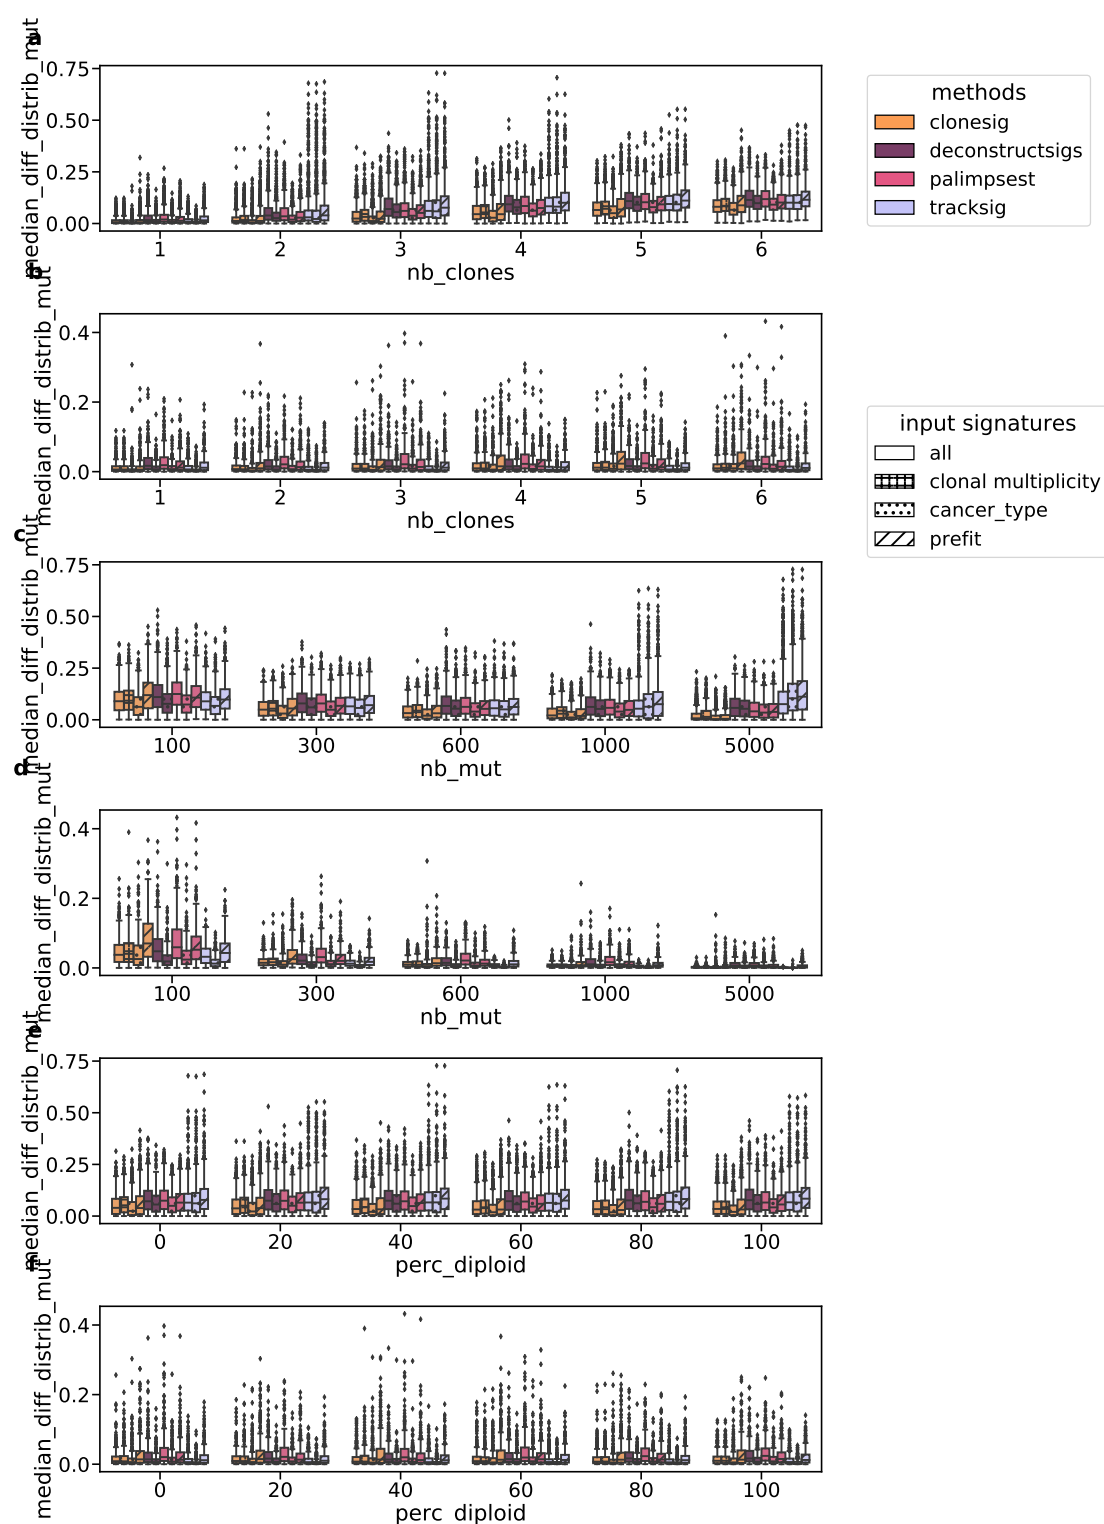 a
median_diff_distrib_mut
0.75
0.50
0.25
0.00
1 2 3 4 5 6
nb_clones
methods
clonesig
deconstructsigs
palimpsest
tracksig
b
median_diff_distrib_mut
0.4
0.2
0.0
1 2 3 4 5 6
nb_clones
input signatures
all
clonal multiplicity
cancer_type
prefit
c
median_diff_distrib_mut
0.75
0.50
0.25
0.00
100 300 600 1000 5000
nb_mut
d
median_diff_distrib_mut
0.4
0.2
0.0
100 300 600 1000 5000
nb_mut
e
median_diff_distrib_mut
0.75
0.50
0.25
0.00
0 20 40 60 80 100
perc_diploid
f
median_diff_distrib_mut
0.4
0.2
0.0
0 20 40 60 80 100
perc_diploid